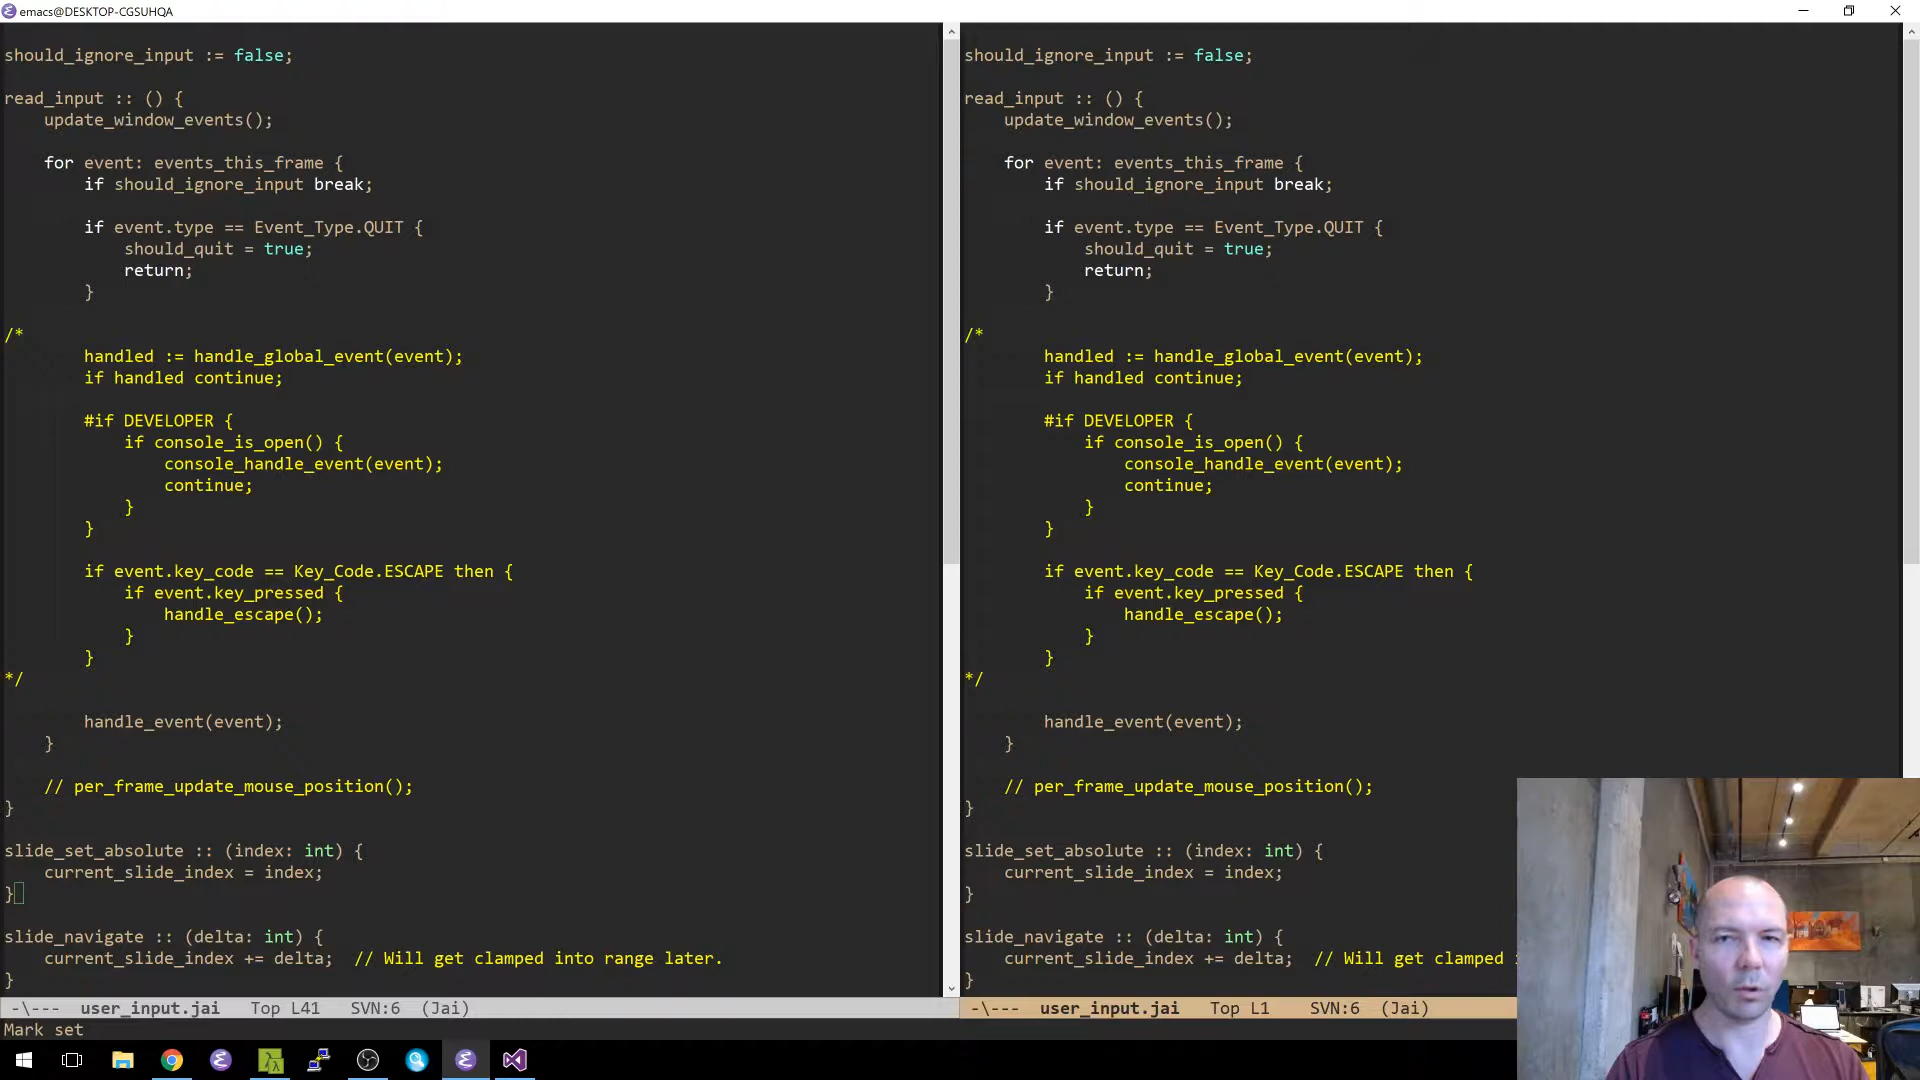 emacs@DESKTOP-CGSUHQA
should_ignore_input := false;
read_input :: () {
update_window_events();
for event: events_this_frame {
if should_ignore_input break;
if event.type == Event_Type.QUIT {
should_quit = true;
return;
}
/*
handled := handle_global_event(event);
if handled continue;
#if DEVELOPER {
if console_is_open() {
console_handle_event(event);
continue;
}
}
if event.key_code == Key_Code.ESCAPE then {
if event.key_pressed {
handle_escape();
}
}
*/
handle_event(event);
}
// per_frame_update_mouse_position();
}
slide_set_absolute :: (index: int) {
current_slide_index = index;
}
slide_navigate :: (delta: int) {
current_slide_index += delta;  // Will get clamped into range later.
}
-\---  user_input.jai   Top L41   SVN:6  (Jai)
Mark set
should_ignore_input := false;
read_input :: () {
update_window_events();
for event: events_this_frame {
if should_ignore_input break;
if event.type == Event_Type.QUIT {
should_quit = true;
return;
}
/*
handled := handle_global_event(event);
if handled continue;
#if DEVELOPER {
if console_is_open() {
console_handle_event(event);
continue;
}
}
if event.key_code == Key_Code.ESCAPE then {
if event.key_pressed {
handle_escape();
}
}
*/
handle_event(event);
}
// per_frame_update_mouse_position();
}
slide_set_absolute :: (index: int) {
current_slide_index = index;
}
slide_navigate :: (delta: int) {
current_slide_index += delta;  // Will get clamped
}
-\---  user_input.jai   Top L1    SVN:6  (Jai)